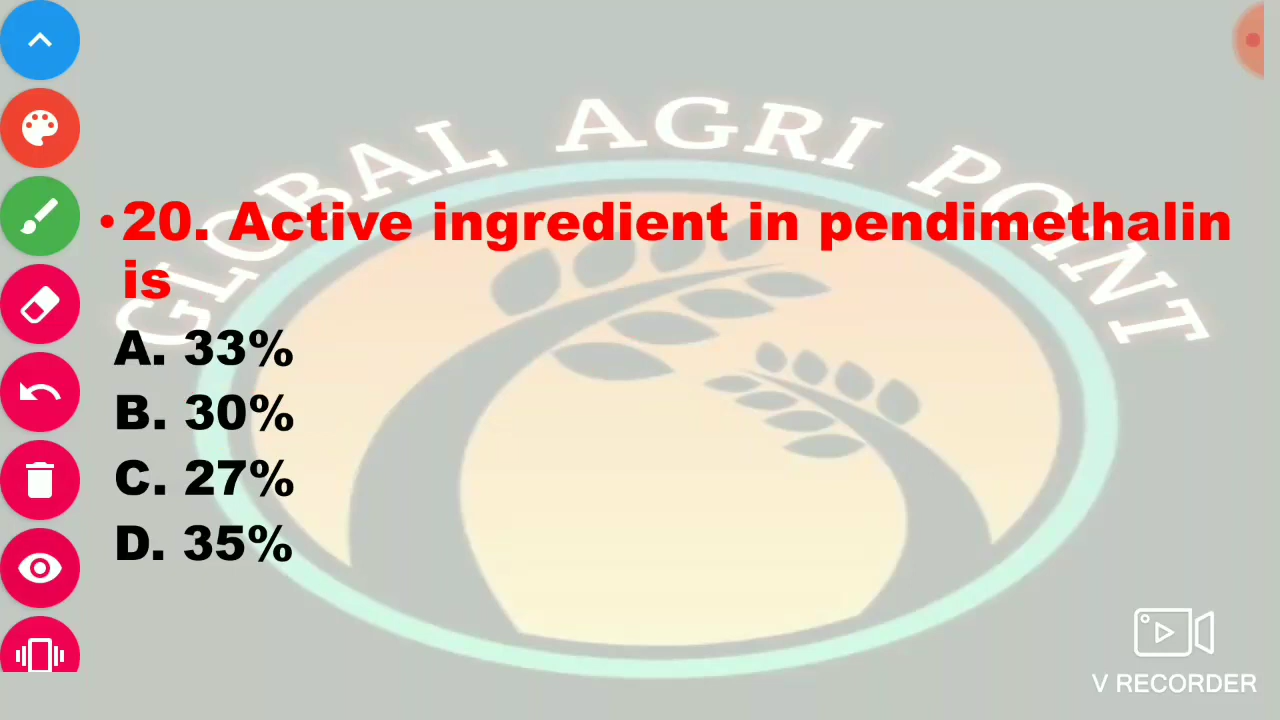 GLOBAL AGRI POINT
• 20. Active ingredient in pendimethalin
is
A. 33%
B. 30%
C. 27%
D. 35%
V RECORDER